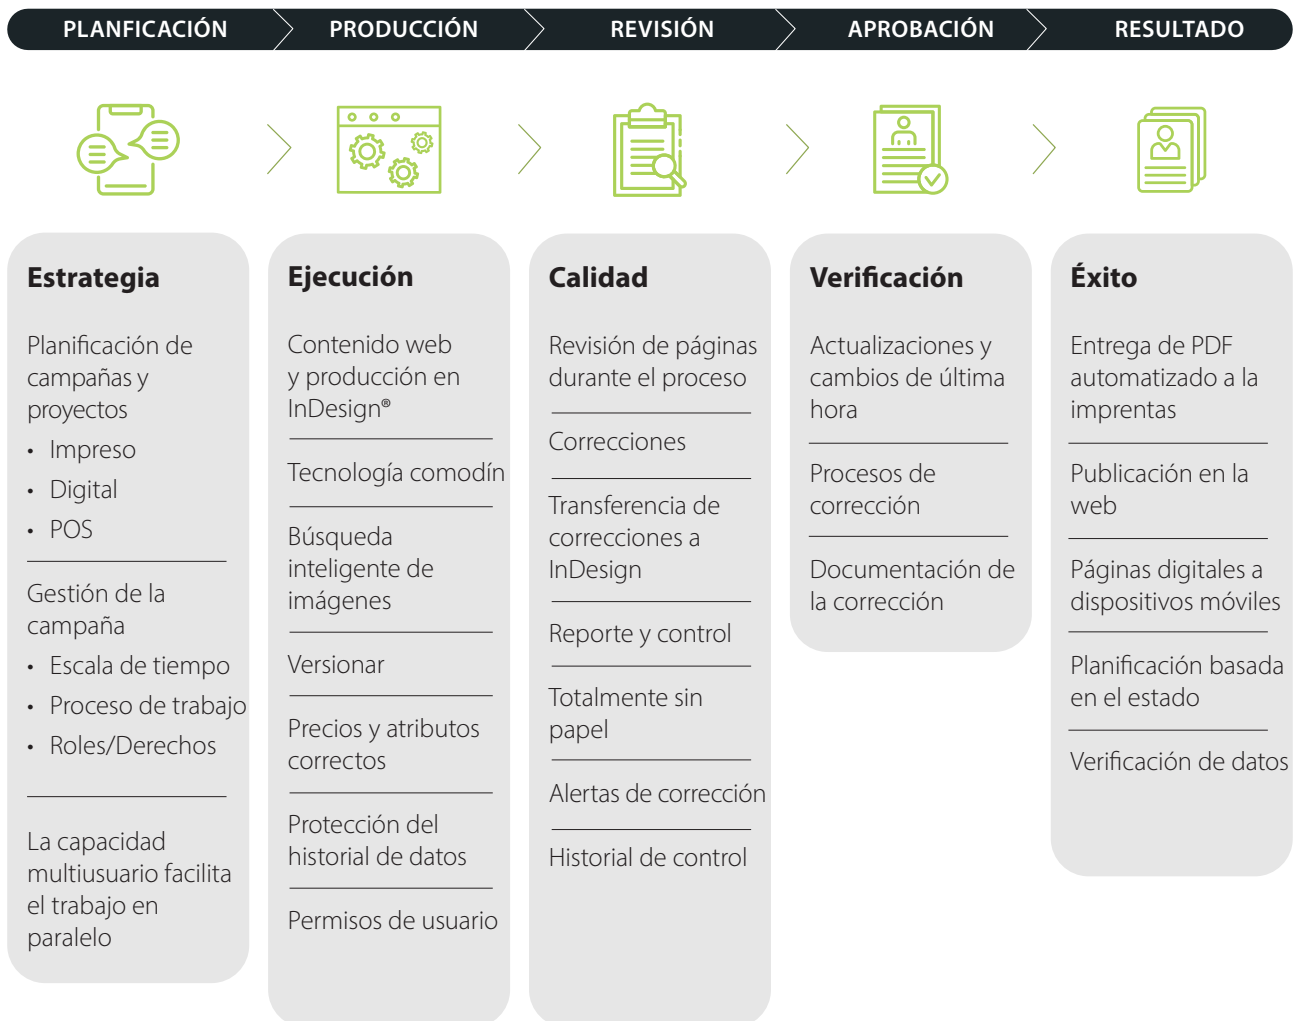 PLANFICACIÓN
PRODUCCIÓN
REVISIÓN
APROBACIÓN
RESULTADO
Estrategia
Planificación de
campañas y
proyectos
• Impreso
• Digital
• POS
Gestión de la
campaña
• Escala de tiempo
• Proceso de trabajo
• Roles/Derechos
La capacidad
multiusuario facilita
el trabajo en
paralelo
Ejecución
Contenido web
y producción en
InDesign®
Tecnología comodín
Búsqueda
inteligente de
imágenes
Versionar
Precios y atributos
correctos
Protección del
historial de datos
Permisos de usuario
Calidad
Revisión de páginas
durante el proceso
Correcciones
Transferencia de
correcciones a
InDesign
Reporte y control
Totalmente sin
papel
Alertas de corrección
Historial de control
Verificación
Actualizaciones y
cambios de última
hora
Procesos de
corrección
Documentación de
la corrección
Éxito
Entrega de PDF
automatizado a la
imprentas
Publicación en la
web
Páginas digitales a
dispositivos móviles
Planificación basada
en el estado
Verificación de datos